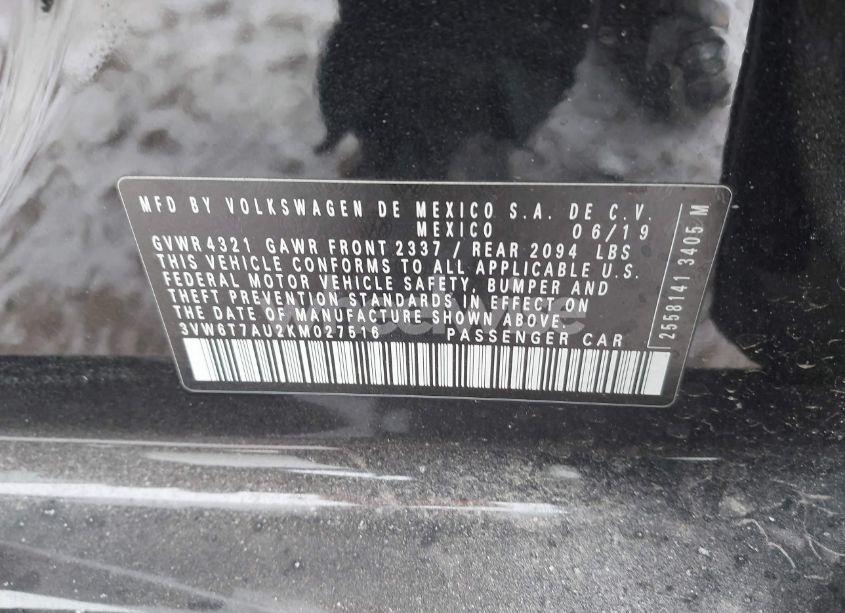 MFD BY VOLKSWAGEN DE MEXICO S.A. DE C.V.
MEXICO 06/19
GVWR 4321 GAWR FRONT 2337 / REAR 2094 LBS
THIS VEHICLE CONFORMS TO ALL APPLICABLE U.S.
FEDERAL MOTOR VEHICLE SAFETY, BUMPER AND
THEFT PREVENTION STANDARDS IN EFFECT ON
THE DATE OF MANUFACTURE SHOWN ABOVE.
3VW6T7AU2KM027516 PASSENGER CAR
2558141 3405 M